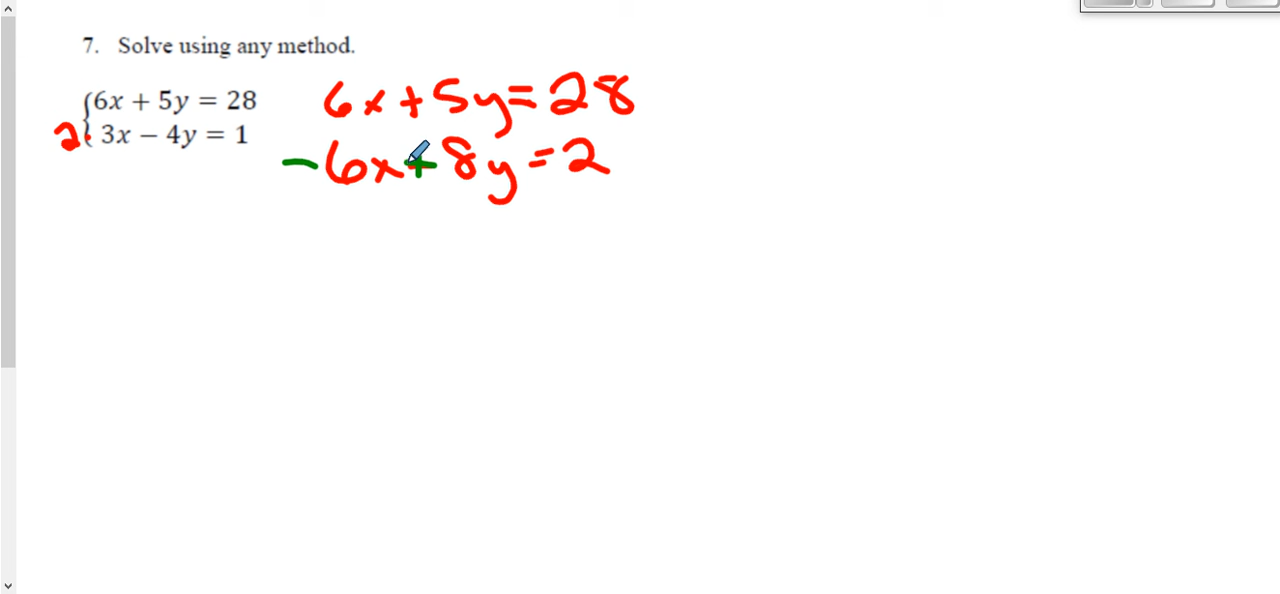 7. Solve using any method.
6x + 5y = 28
3x − 4y = 1
2
6x+5y=28
-6x+8y=2